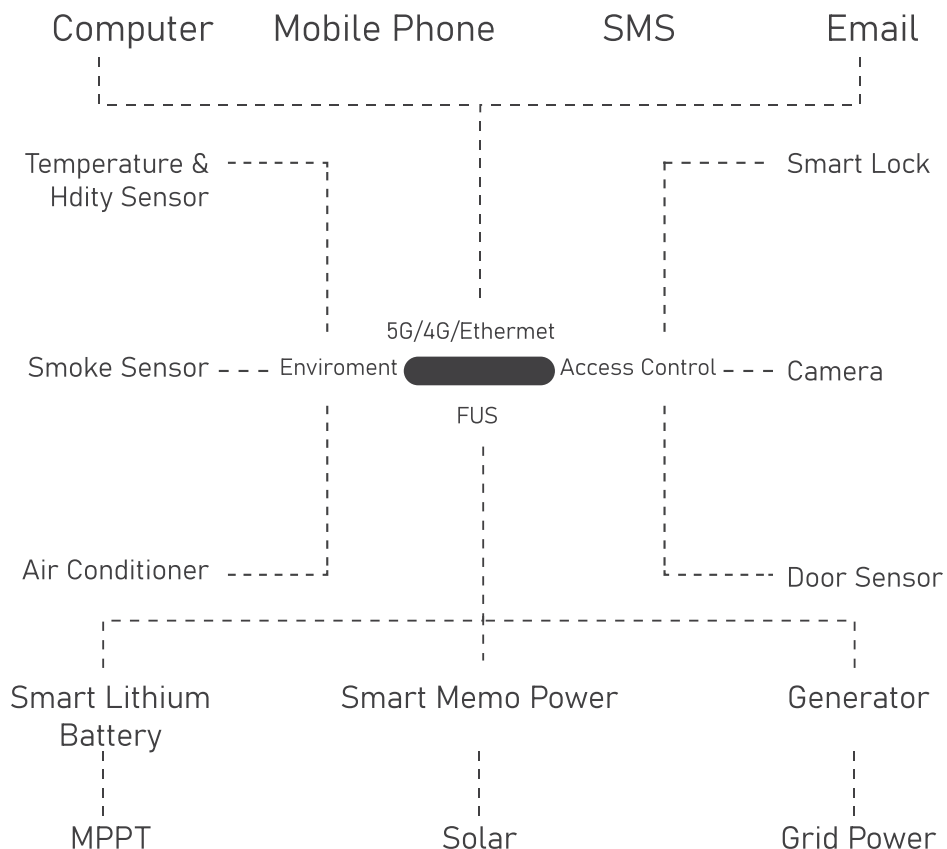 Computer
Mobile Phone
SMS
Email
Temperature &
Hdity Sensor
Smart Lock
5G/4G/Ethermet
Smoke Sensor
Enviroment
Access Control
Camera
FUS
Air Conditioner
Door Sensor
Smart Lithium
Battery
Smart Memo Power
Generator
MPPT
Solar
Grid Power